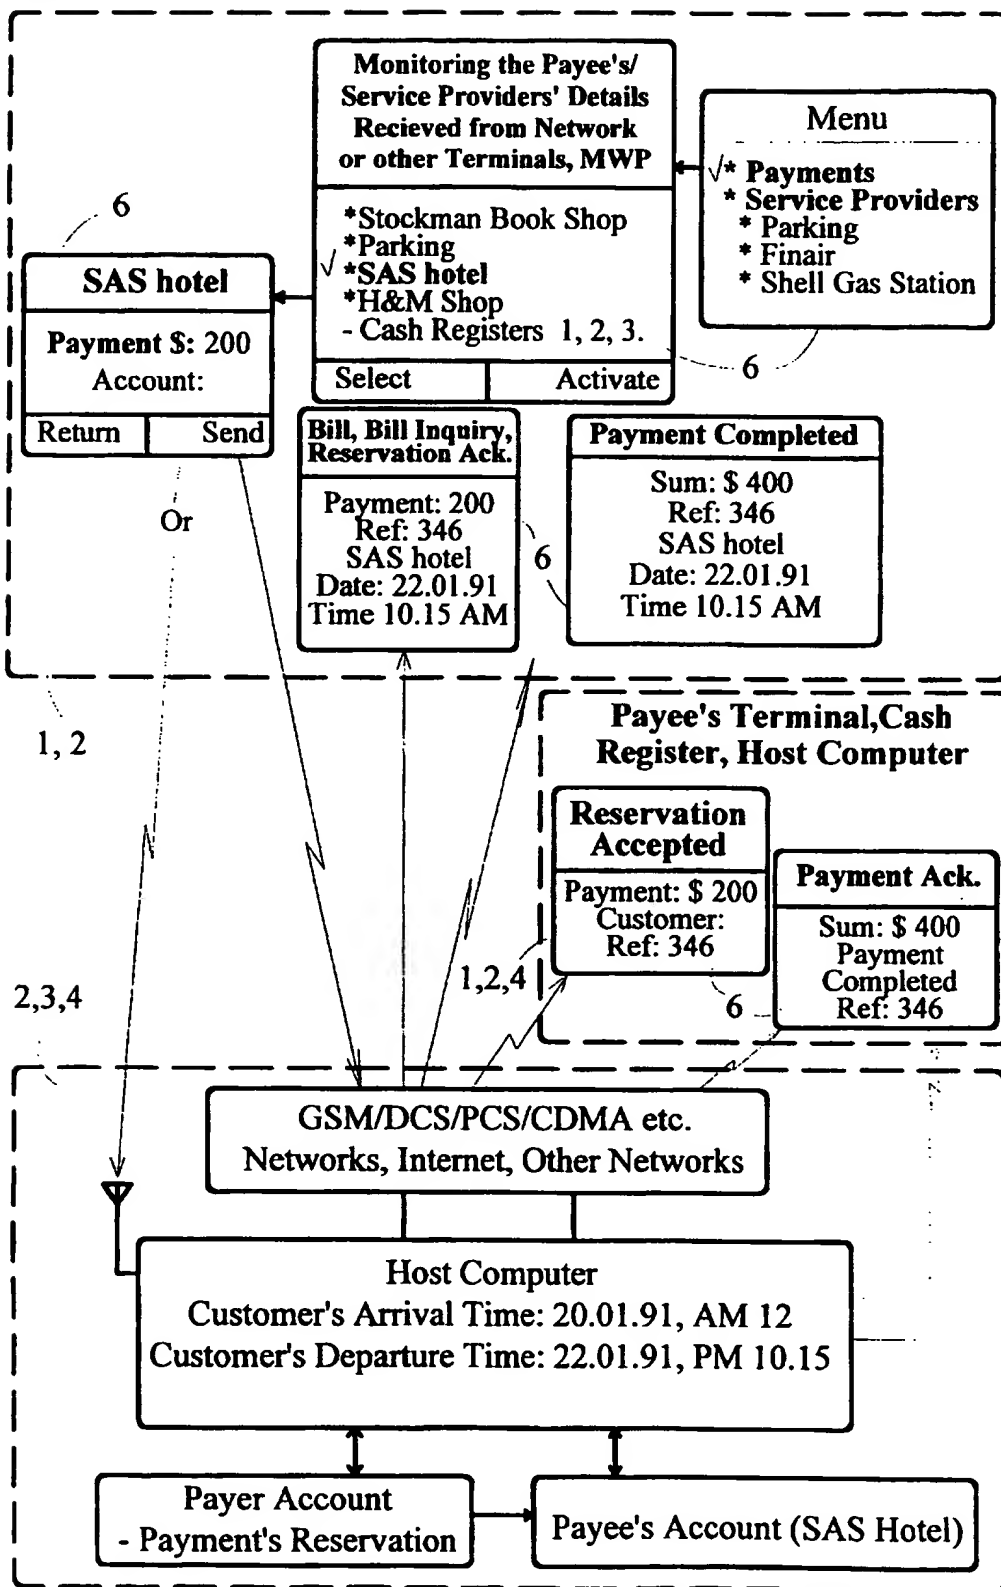 Monitoring the Payee's/
Service Providers' Details
Recieved from Network
or other Terminals, MWP
*Stockman Book Shop
*Parking
√ *SAS hotel
*H&M Shop
- Cash Registers 1, 2, 3.
Select Activate
Menu
√* Payments
* Service Providers
* Parking
* Finair
* Shell Gas Station
6
6
SAS hotel
Payment $: 200
Account:
Return Send
Or
Bill, Bill Inquiry,
Reservation Ack.
Payment: 200
Ref: 346
SAS hotel
Date: 22.01.91
Time 10.15 AM
6
Payment Completed
Sum: $ 400
Ref: 346
SAS hotel
Date: 22.01.91
Time 10.15 AM
1, 2
Payee's Terminal,Cash
Register, Host Computer
Reservation
Accepted
Payment: $ 200
Customer:
Ref: 346
Payment Ack.
Sum: $ 400
Payment
Completed
Ref: 346
1,2,4
6
2,3,4
GSM/DCS/PCS/CDMA etc.
Networks, Internet, Other Networks
Host Computer
Customer's Arrival Time: 20.01.91, AM 12
Customer's Departure Time: 22.01.91, PM 10.15
Payer Account
- Payment's Reservation
Payee's Account (SAS Hotel)